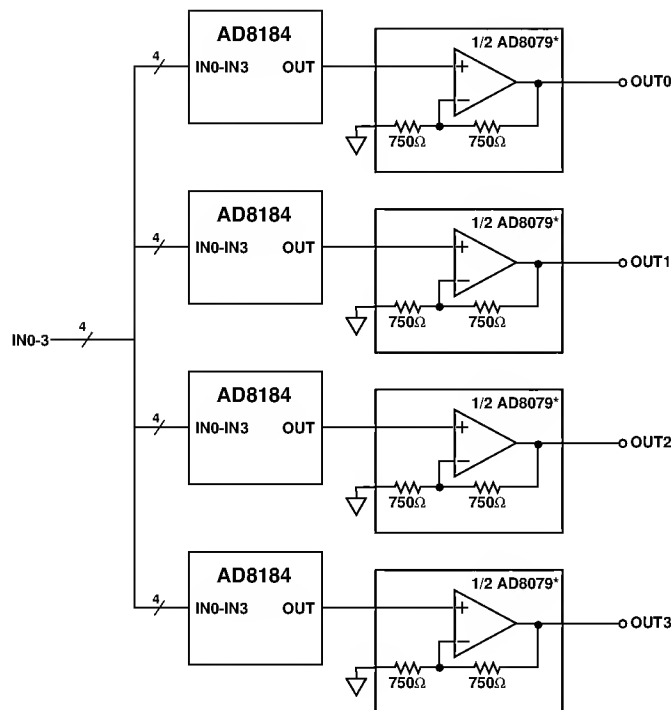 AD8184
4 IN0-IN3 OUT
1/2 AD8079*
+
−
750Ω 750Ω
OUT0
AD8184
4 IN0-IN3 OUT
1/2 AD8079*
+
−
750Ω 750Ω
OUT1
IN0-3 4
AD8184
4 IN0-IN3 OUT
1/2 AD8079*
+
−
750Ω 750Ω
OUT2
AD8184
4 IN0-IN3 OUT
1/2 AD8079*
+
−
750Ω 750Ω
OUT3